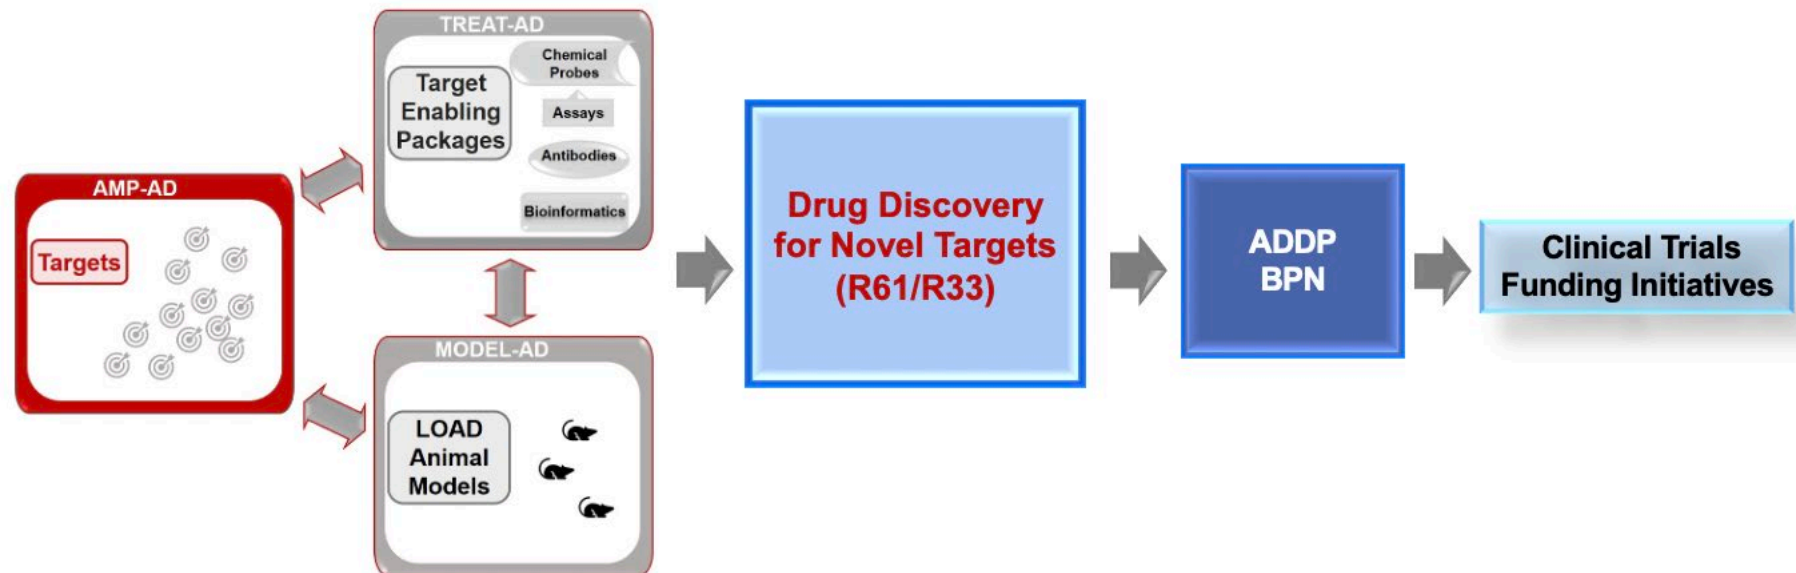 AMP-AD
Targets
TREAT-AD
Target
Enabling
Packages
Chemical
Probes
Assays
Antibodies
Bioinformatics
MODEL-AD
LOAD
Animal
Models
Drug Discovery
for Novel Targets
(R61/R33)
ADDP
BPN
Clinical Trials
Funding Initiatives